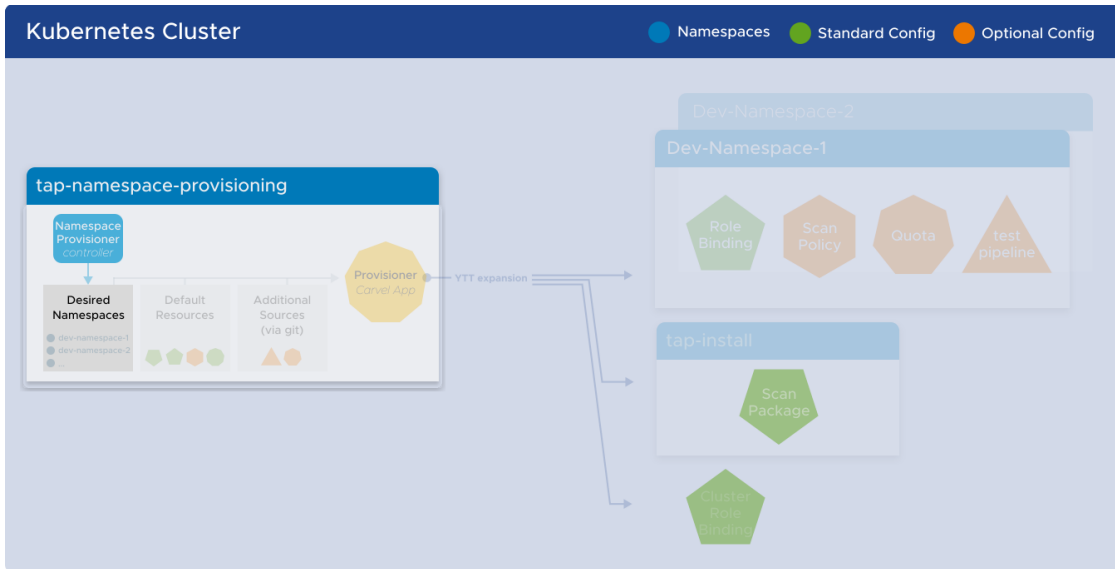 Kubernetes Cluster
Namespaces
Standard Config
Optional Config
Dev-Namespace-2
Dev-Namespace-1
Role
Binding
Scan
Policy
Quota
test
pipeline
tap-namespace-provisioning
Namespace
Provisioner
controller
Desired
Namespaces
dev-namespace-1
dev-namespace-2
...
Default
Resources
Additional
Sources
(via git)
Provisioner
Carvel App
YTT expansion
tap-install
Scan
Package
Cluster
Role
Binding